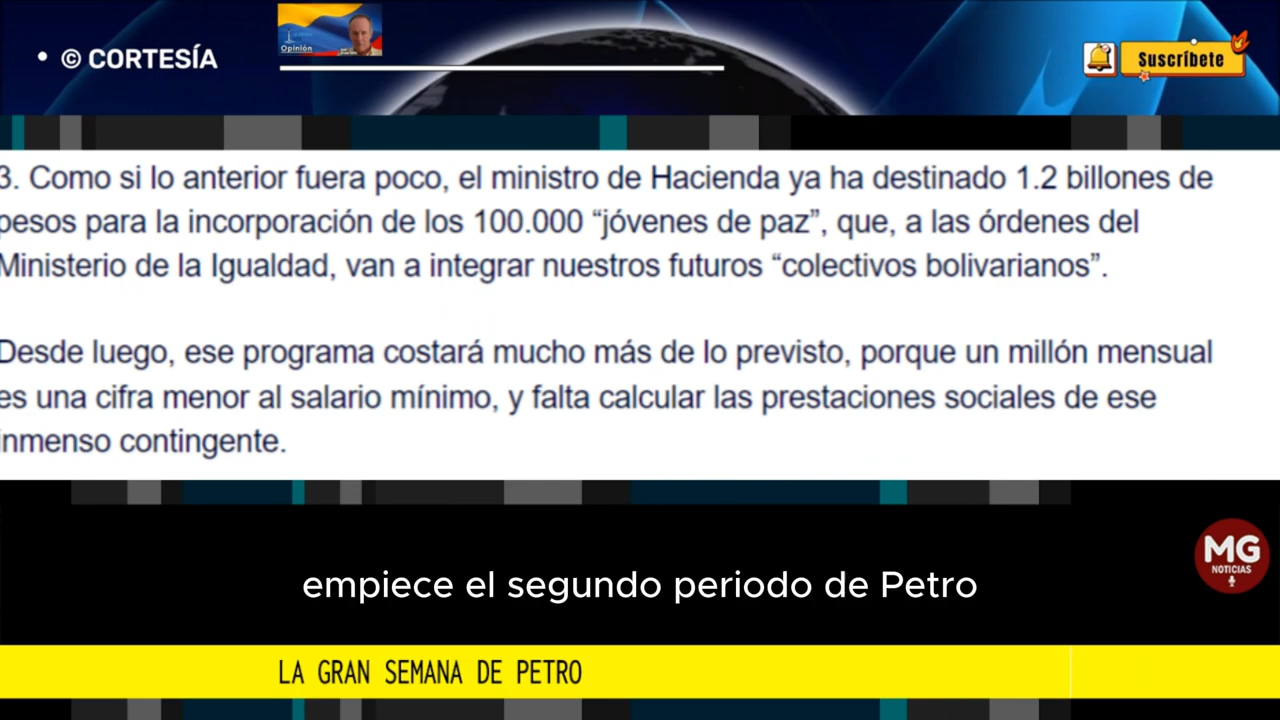 • © CORTESÍA
Opinión
Suscríbete
3. Como si lo anterior fuera poco, el ministro de Hacienda ya ha destinado 1.2 billones de
pesos para la incorporación de los 100.000 “jóvenes de paz”, que, a las órdenes del
Ministerio de la Igualdad, van a integrar nuestros futuros “colectivos bolivarianos”.
Desde luego, ese programa costará mucho más de lo previsto, porque un millón mensual
es una cifra menor al salario mínimo, y falta calcular las prestaciones sociales de ese
inmenso contingente.
MG
NOTICIAS
empiece el segundo periodo de Petro
LA GRAN SEMANA DE PETRO